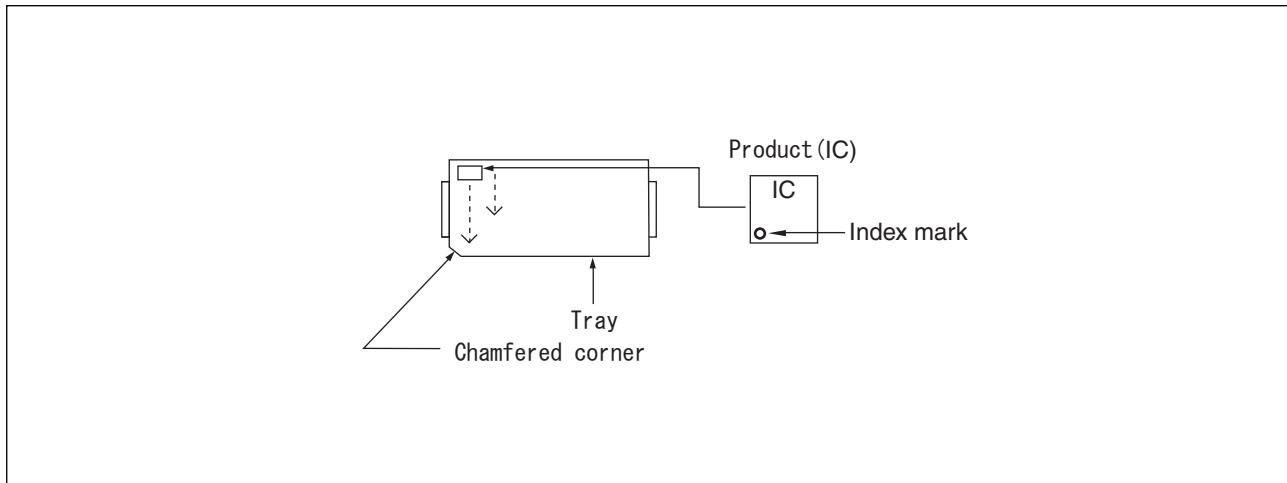 Product(IC)
IC
Index mark
Tray
Chamfered corner